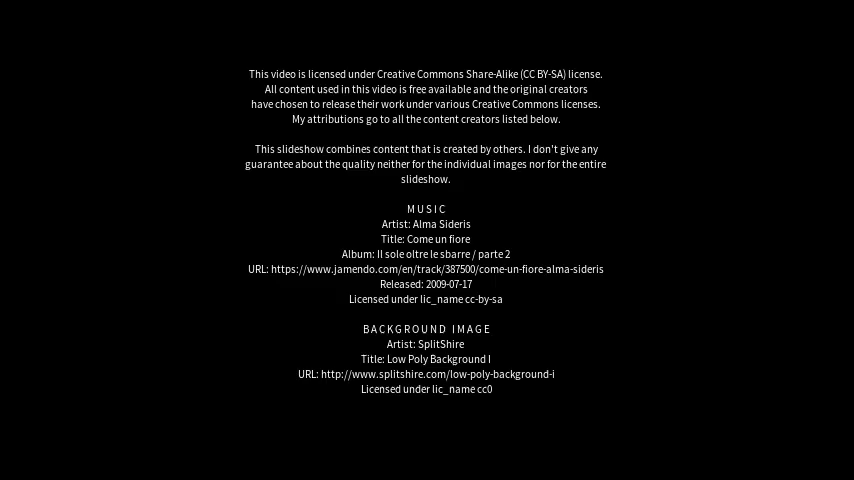 This video is licensed under Creative Commons Share-Alike (CC BY-SA) license.
All content used in this video is free available and the original creators
have chosen to release their work under various Creative Commons licenses.
My attributions go to all the content creators listed below.
This slideshow combines content that is created by others. I don't give any
guarantee about the quality neither for the individual images nor for the entire
slideshow.
MUSIC
Artist: Alma Sideris
Title: Come un fiore
Album: Il sole oltre le sbarre / parte 2
URL: https://www.jamendo.com/en/track/387500/come-un-fiore-alma-sideris
Released: 2009-07-17
Licensed under lic_name cc-by-sa
BACKGROUND IMAGE
Artist: SplitShire
Title: Low Poly Background I
URL: http://www.splitshire.com/low-poly-background-i
Licensed under lic_name cc0